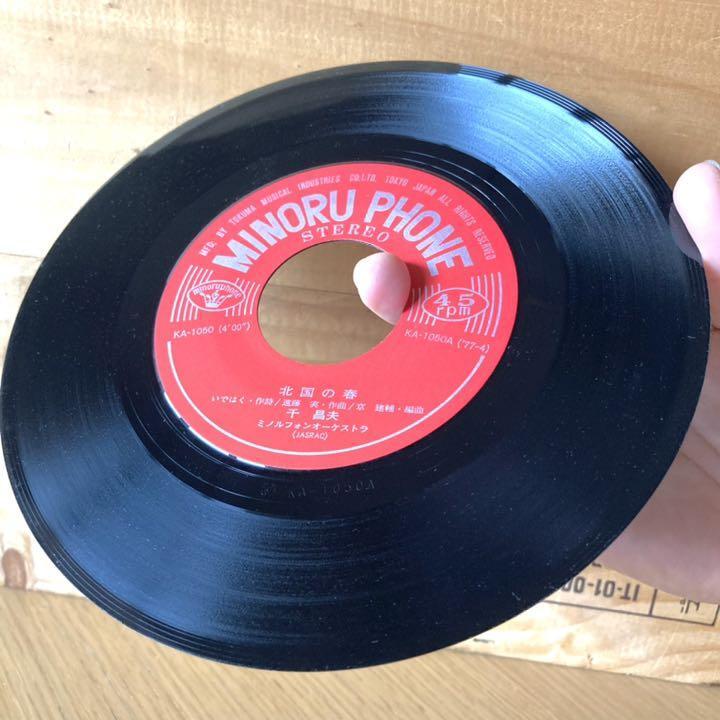 MFD. BY TOKUMA MUSICAL INDUSTRIES CO.,LTD. TOKYO JAPAN ALL RIGHTS RESERVED
MINORU PHONE
STEREO
minoruphone
45
rpm
KA-1050 (4'00")
KA-1050A ('77-4)
北国の春
いではく・作詩/遠藤 実・作曲/京 建輔・編曲
千 昌夫
ミノルフォンオーケストラ
(JASRAC)
KA-1050A